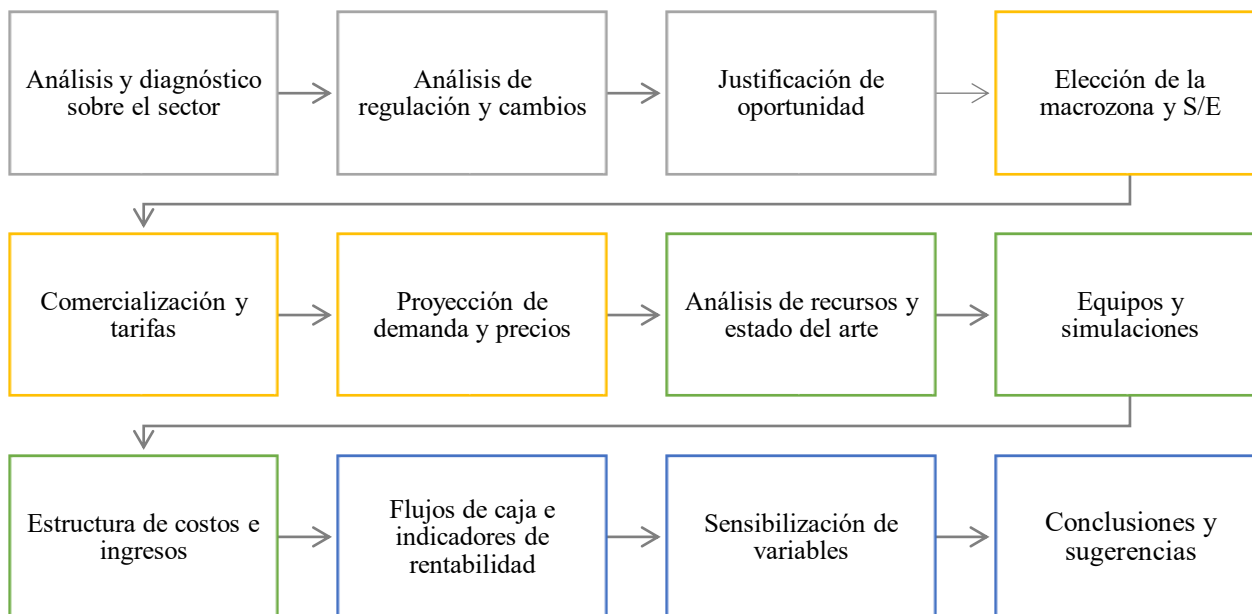 Análisis y diagnóstico
sobre el sector
Análisis de
regulación y cambios
Justificación de
oportunidad
Elección de la
macrozona y S/E
Comercialización y
tarifas
Proyección de
demanda y precios
Análisis de recursos y
estado del arte
Equipos y
simulaciones
Estructura de costos e
ingresos
Flujos de caja e
indicadores de
rentabilidad
Sensibilización de
variables
Conclusiones y
sugerencias